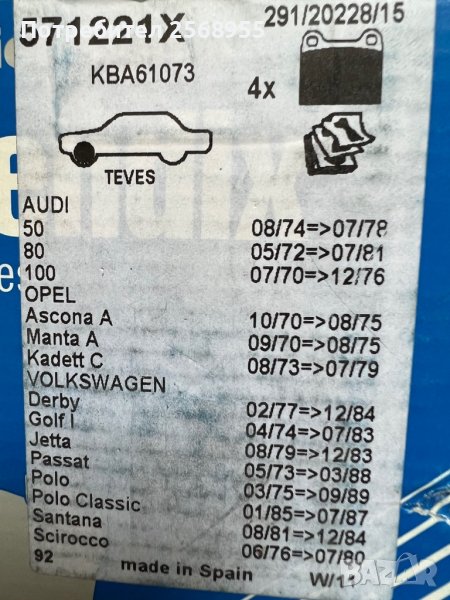 потребител 2568955
571221X
291/20228/15
KBA61073
4x
TEVES
AUDI
50 08/74=>07/78
80 05/72=>07/81
100 07/70=>12/76
OPEL
Ascona A 10/70=>08/75
Manta A 09/70=>08/75
Kadett C 08/73=>07/79
VOLKSWAGEN
Derby 02/77=>12/84
Golf I 04/74=>07/83
Jetta 08/79=>12/83
Passat 05/73=>03/88
Polo 03/75=>09/89
Polo Classic 01/85=>07/87
Santana 08/81=>12/84
Scirocco 06/76=>07/80
92 made in Spain
BAZAR